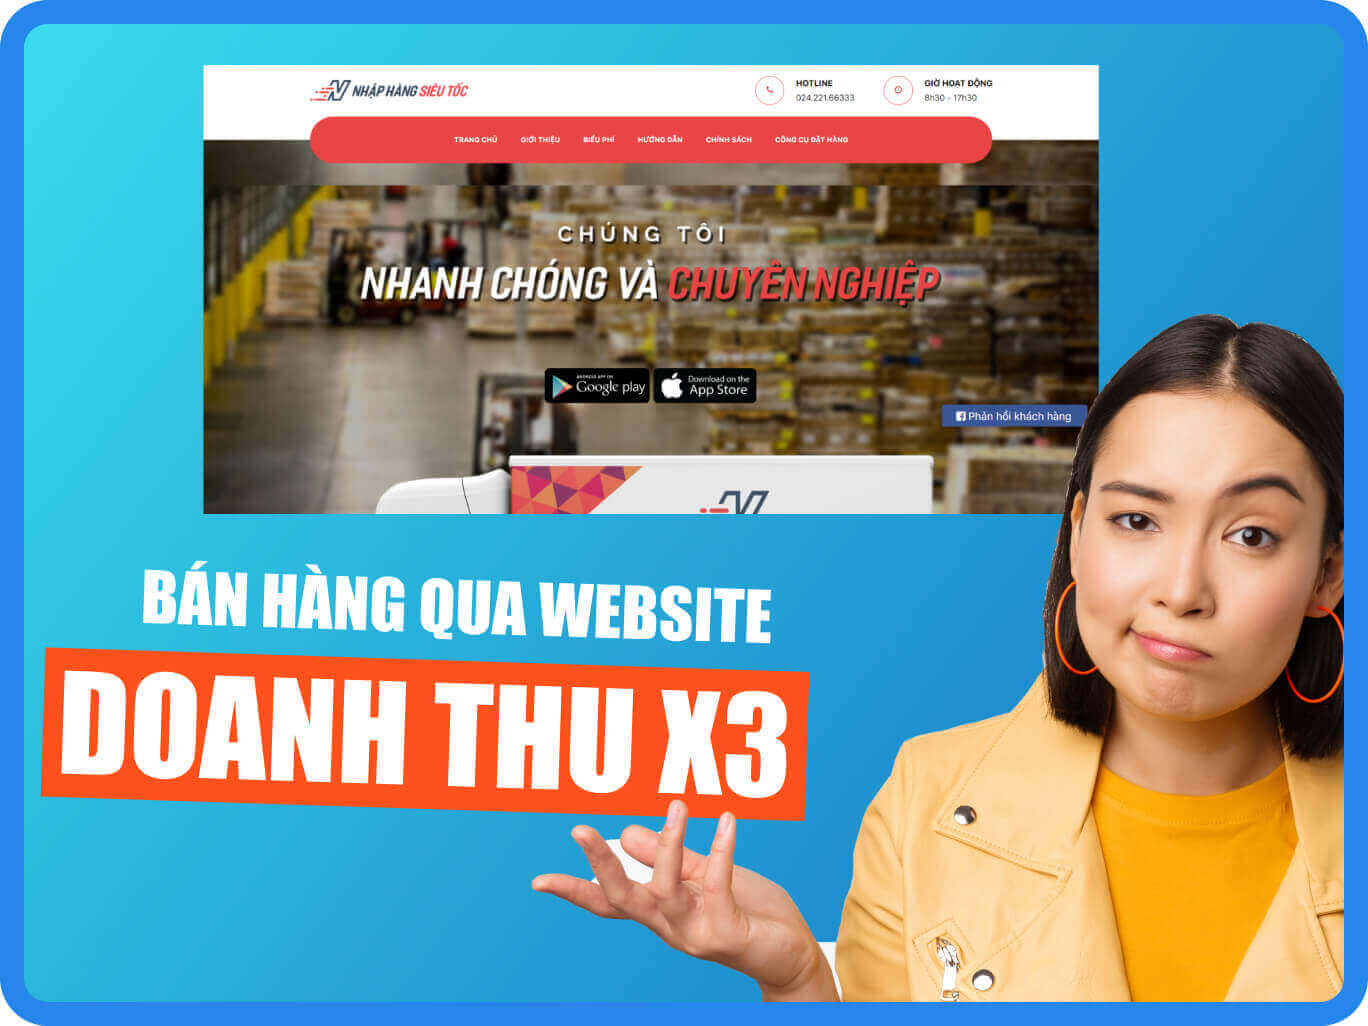 NHẬP HÀNG SIÊU TỐC
HOTLINE
024.221.66333
GIỜ HOẠT ĐỘNG
8h30 - 17h30
TRANG CHỦ GIỚI THIỆU BIỂU PHÍ HƯỚNG DẪN CHÍNH SÁCH CÔNG CỤ ĐẶT HÀNG
CHÚNG TÔI
NHANH CHÓNG VÀ CHUYÊN NGHIỆP
ANDROID APP ON
Google play
Download on the
App Store
Phản hồi khách hàng
BÁN HÀNG QUA WEBSITE
DOANH THU X3